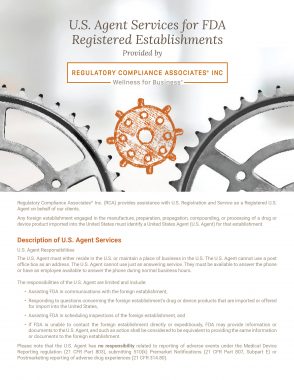 U.S. Agent Services for FDA
Registered Establishments
Provided by
REGULATORY COMPLIANCE ASSOCIATES® INC
Wellness for Business®
Regulatory Compliance Associates® Inc. (RCA) provides assistance with U.S. Registration and Service as a Registered U.S.
Agent on behalf of our clients.
Any foreign establishment engaged in the manufacture, preparation, propagation, compounding, or processing of a drug or
device product imported into the United States must identify a United States Agent (U.S. Agent) for that establishment.
Description of U.S. Agent Services
U.S. Agent Responsibilities
The U.S. Agent must either reside in the U.S. or maintain a place of business in the U.S. The U.S. Agent cannot use a post
office box as an address. The U.S. Agent cannot use just an answering service. They must be available to answer the phone
or have an employee available to answer the phone during normal business hours.
The responsibilities of the U.S. Agent are limited and include:
• Assisting FDA in communications with the foreign establishment,
• Responding to questions concerning the foreign establishment's drug or device products that are imported or offered
for import into the United States,
• Assisting FDA in scheduling inspections of the foreign establishment, and
• If FDA is unable to contact the foreign establishment directly or expeditiously, FDA may provide information or
documents to the U.S. Agent, and such an action shall be considered to be equivalent to providing the same information
or documents to the foreign establishment.
Please note that the U.S. Agent has no responsibility related to reporting of adverse events under the Medical Device
Reporting regulation (21 CFR Part 803), submitting 510(k) Premarket Notifications (21 CFR Part 807, Subpart E) or
Postmarketing reporting of adverse drug experiences (21 CFR 314.80).